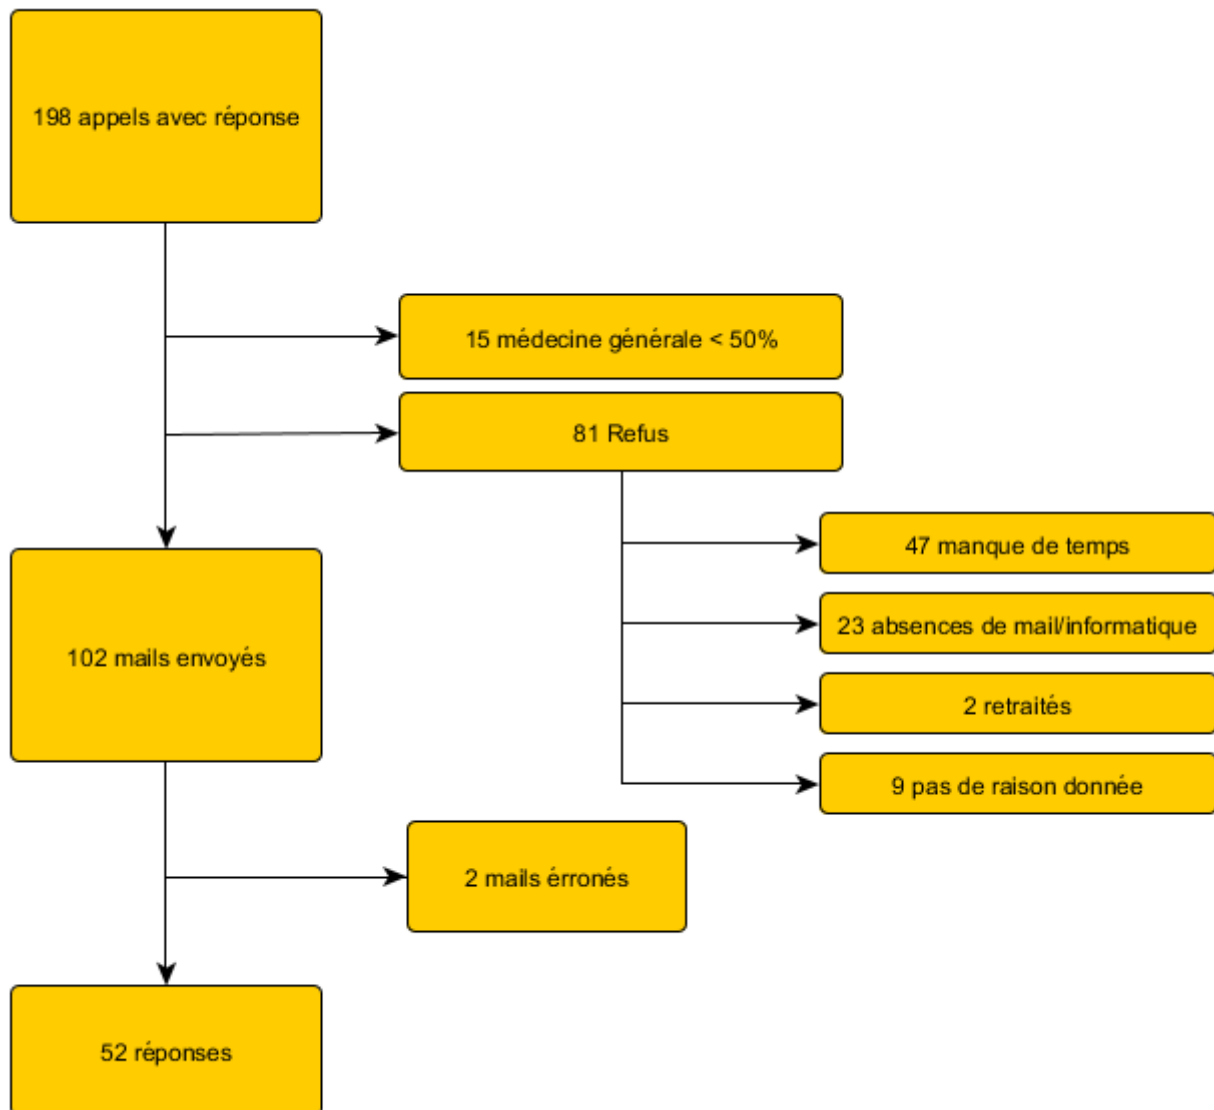 198 appels avec réponse
15 médecine générale < 50%
81 Refus
47 manque de temps
23 absences de mail/informatique
102 mails envoyés
2 retraités
9 pas de raison donnée
2 mails érronés
52 réponses